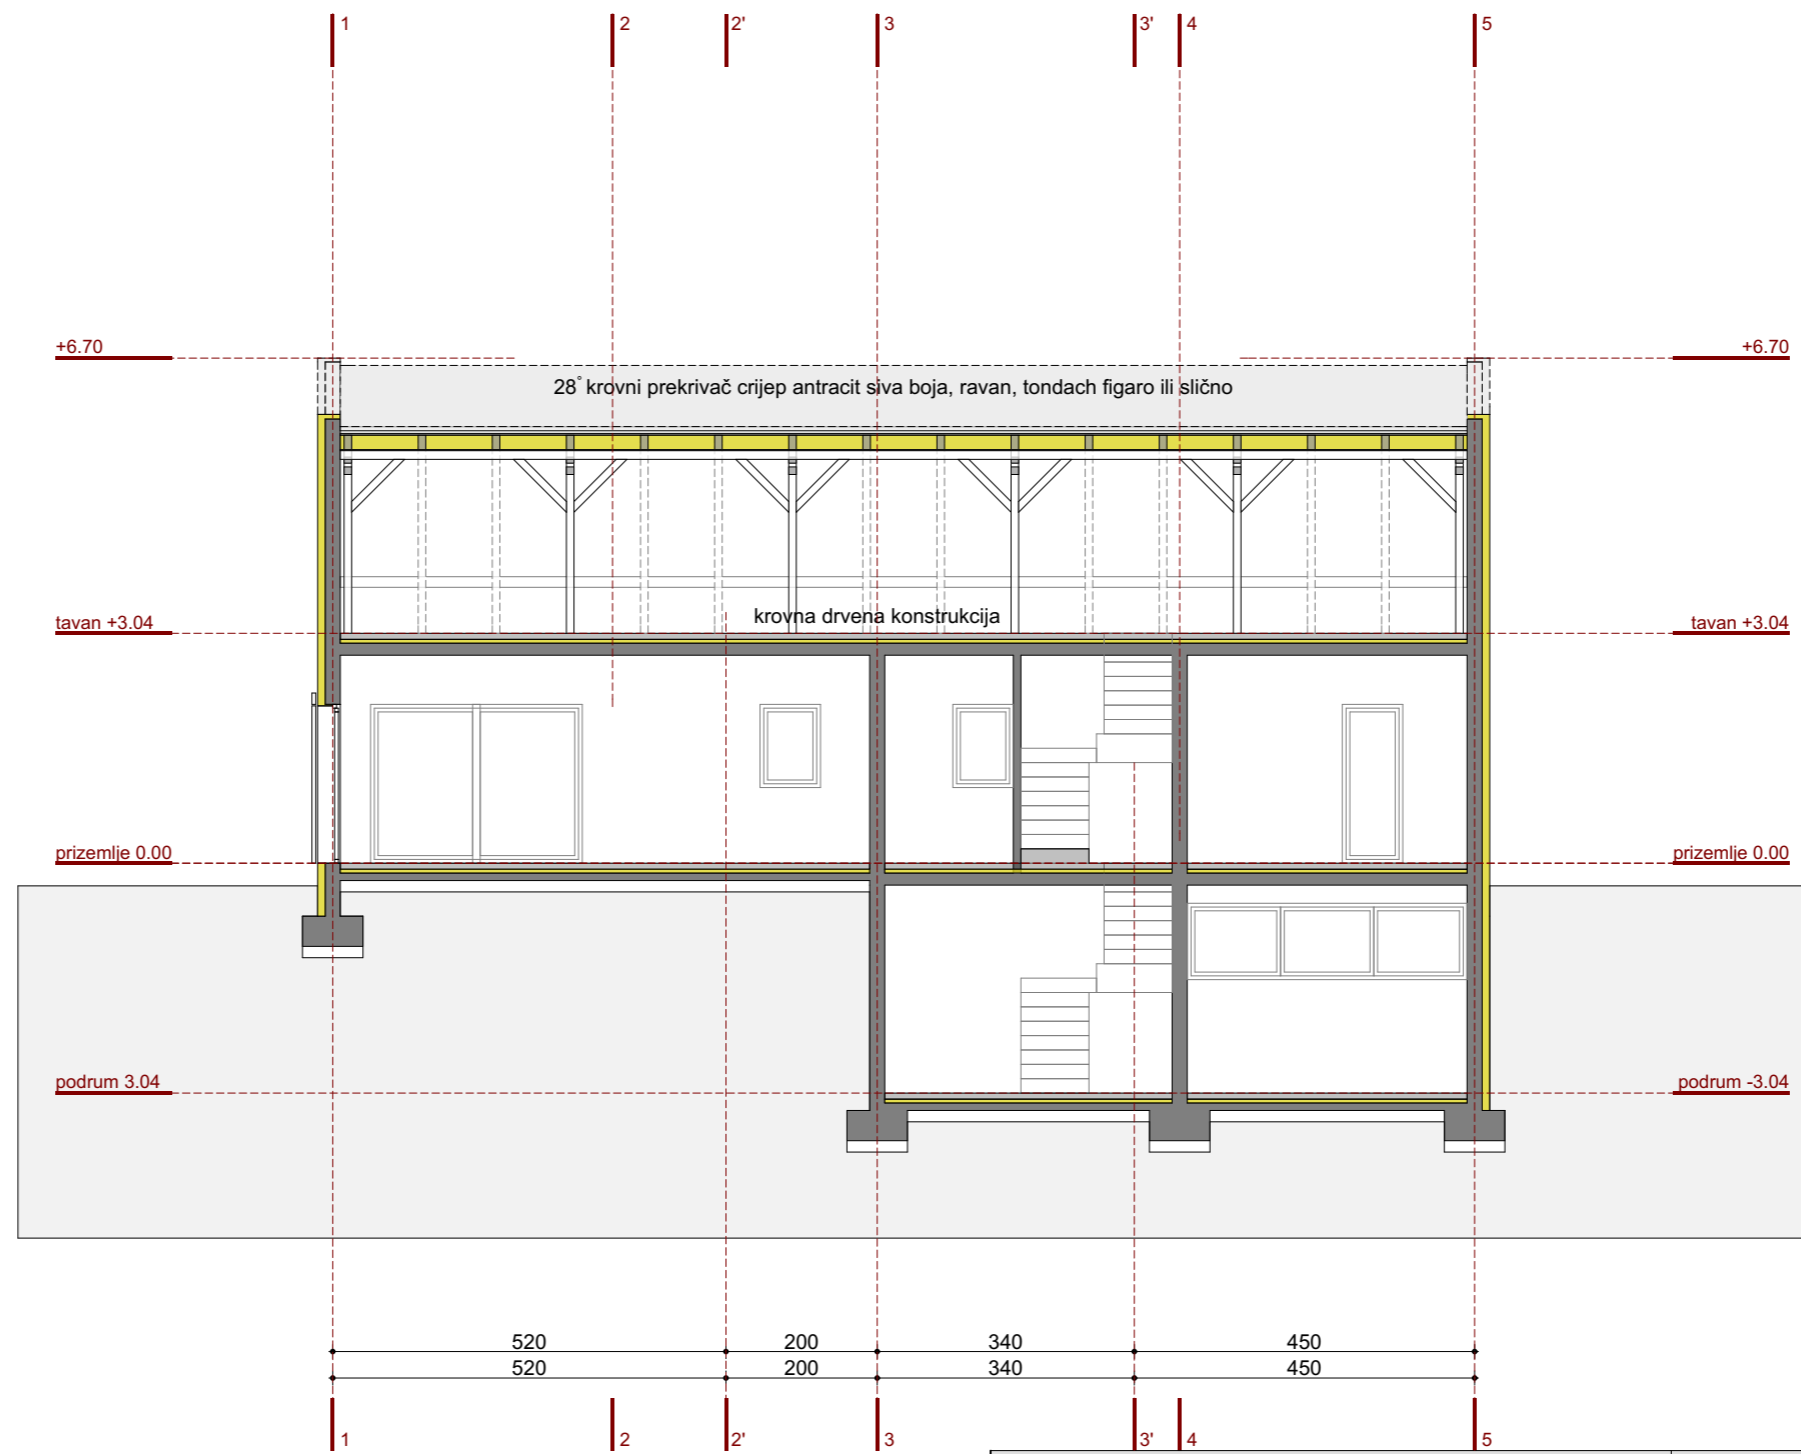 1 2 2' 3 3' 4 5
+6.70 +6.70
28° krovni prekrivač crijep antracit siva boja, ravan, tondach figaro ili slično
krovna drvena konstrukcija
tavan +3.04 tavan +3.04
prizemlje 0.00 prizemlje 0.00
podrum 3.04 podrum -3.04
520 200 340 450
520 200 340 450
1 2 2' 3 3' 4 5